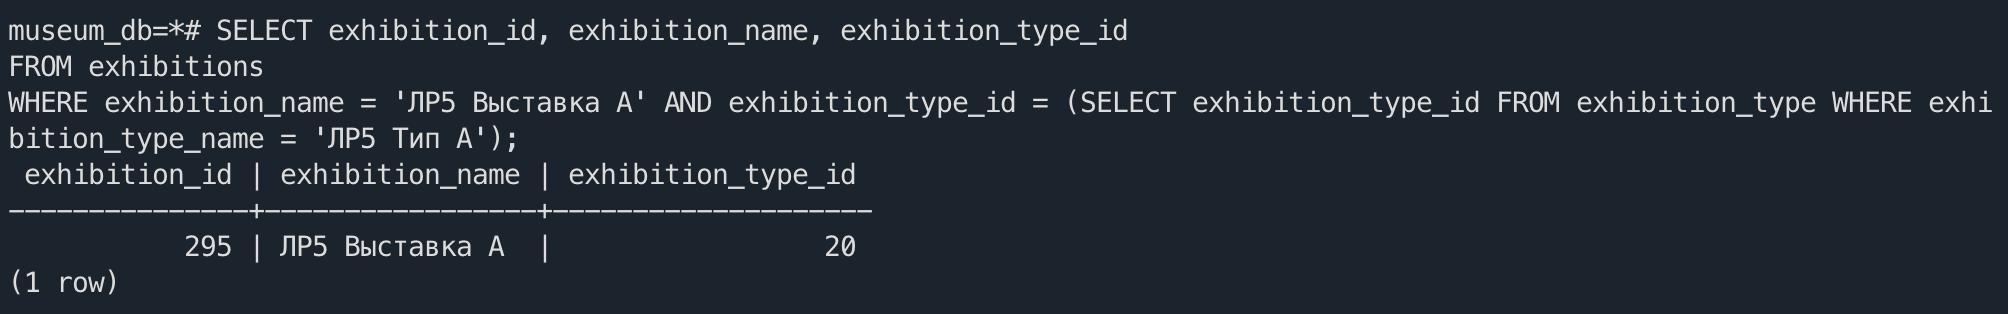 museum_db=*# SELECT exhibition_id, exhibition_name, exhibition_type_id
FROM exhibitions
WHERE exhibition_name = 'ЛР5 Выставка А' AND exhibition_type_id = (SELECT exhibition_type_id FROM exhibition_type WHERE exhi
bition_type_name = 'ЛР5 Тип А');
 exhibition_id | exhibition_name | exhibition_type_id
---------------+-----------------+--------------------
           295 | ЛР5 Выставка А  |                 20
(1 row)